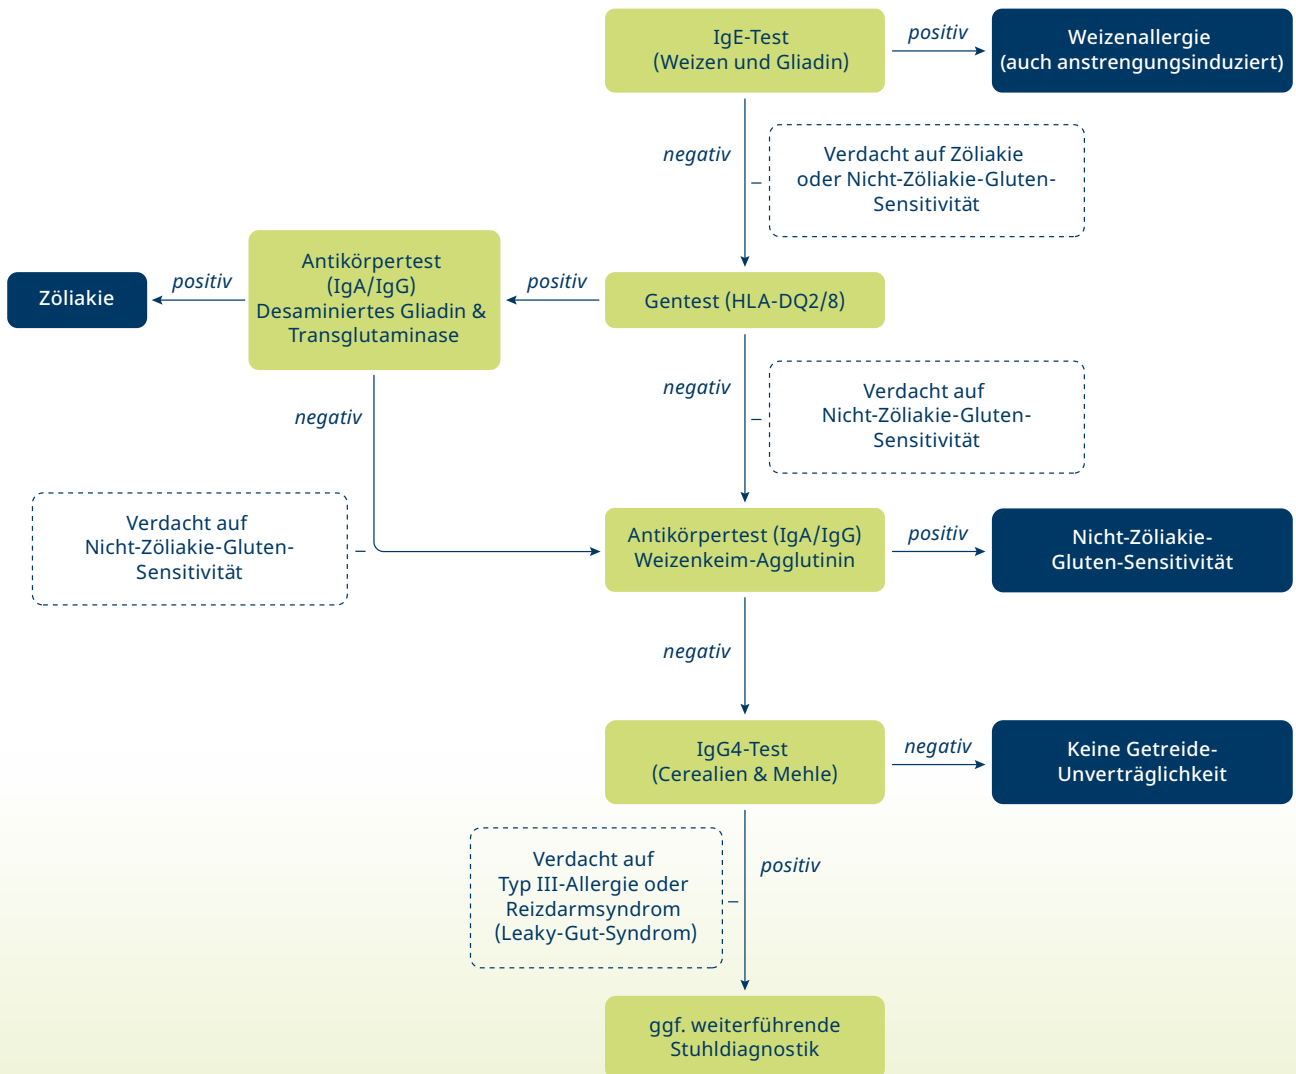 IgE-Test
(Weizen und Gliadin)
positiv
Weizenallergie
(auch anstrengungsinduziert)
negativ
Verdacht auf Zöliakie
oder Nicht-Zöliakie-Gluten-
Sensitivität
Zöliakie
positiv
Antikörpertest
(IgA/IgG)
Desaminiertes Gliadin &
Transglutaminase
positiv
Gentest (HLA-DQ2/8)
negativ
negativ
Verdacht auf
Nicht-Zöliakie-Gluten-
Sensitivität
Verdacht auf
Nicht-Zöliakie-Gluten-
Sensitivität
Antikörpertest (IgA/IgG)
Weizenkeim-Agglutinin
positiv
Nicht-Zöliakie-
Gluten-Sensitivität
negativ
IgG4-Test
(Cerealien & Mehle)
negativ
Keine Getreide-
Unverträglichkeit
Verdacht auf
Typ III-Allergie oder
Reizdarmsyndrom
(Leaky-Gut-Syndrom)
positiv
ggf. weiterführende
Stuhldiagnostik